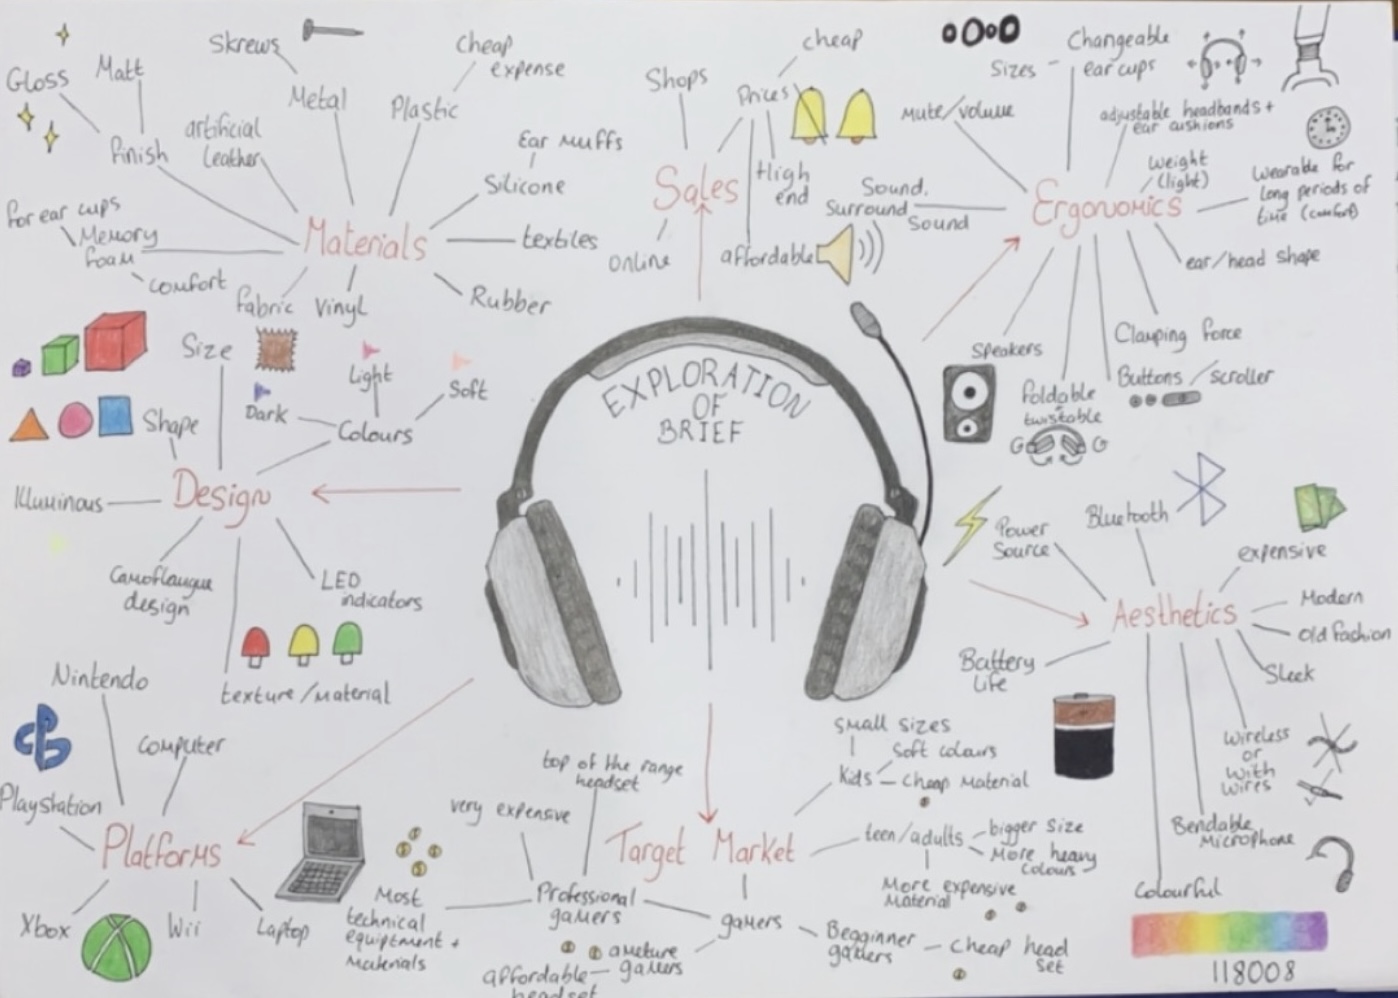 Skrews
Gloss
Matt
Metal
Cheap
expense
Plastic
artificial
Leather
finish
Ear muffs
Silicone
for ear cups
Memory
foam
comfort
Materials
textiles
fabric
Vinyl
Rubber
cheap
Shops
Prices
Sales
High
end
online
affordable
Changeable
ear cups
Sizes -
Mute/volume
adjustable headbands +
ear cushions
weight
(light)
Wearable for
long periods of
time (comfort)
Sound.
Surround
Sound
Ergonomics
ear/head shape
Clamping force
Speakers
Foldable
twistable
Buttons / scroller
Size
Light
Soft
Dark
Colours
Shape
Design
Illuminous
Camoflaugue
design
LED
indicators
texture/material
EXPLORATION
OF
BRIEF
Bluetooth
Power
Source
expensive
Aesthetics
Modern
old fashion
Sleek
Battery
Life
Wireless
or
with
wires
Bendable
Microphone
Colourful
Nintendo
Computer
Playstation
Platforms
Xbox
Wii
Laptop
top of the range
headset
very expensive
Target Market
Small sizes
Soft colours
Kids
Cheap Material
teen/adults
bigger size
More heavy
colours
More expensive
Material
Professional
gamers
Most
technical
equiptment +
Materials
gamers
Begginner
gamers
cheap head
set
ameture
gamers
affordable
headset
118008